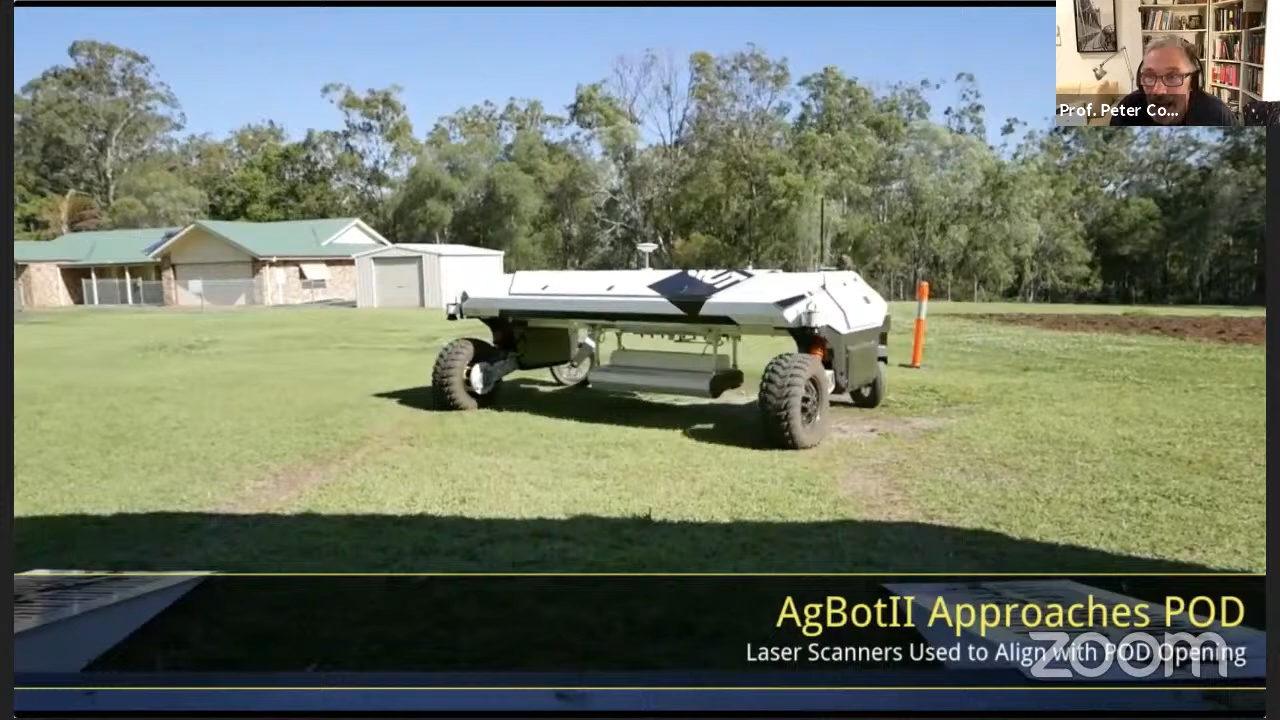 Prof. Peter Co...
AgBotII Approaches POD
Laser Scanners Used to Align with POD Opening
zoom